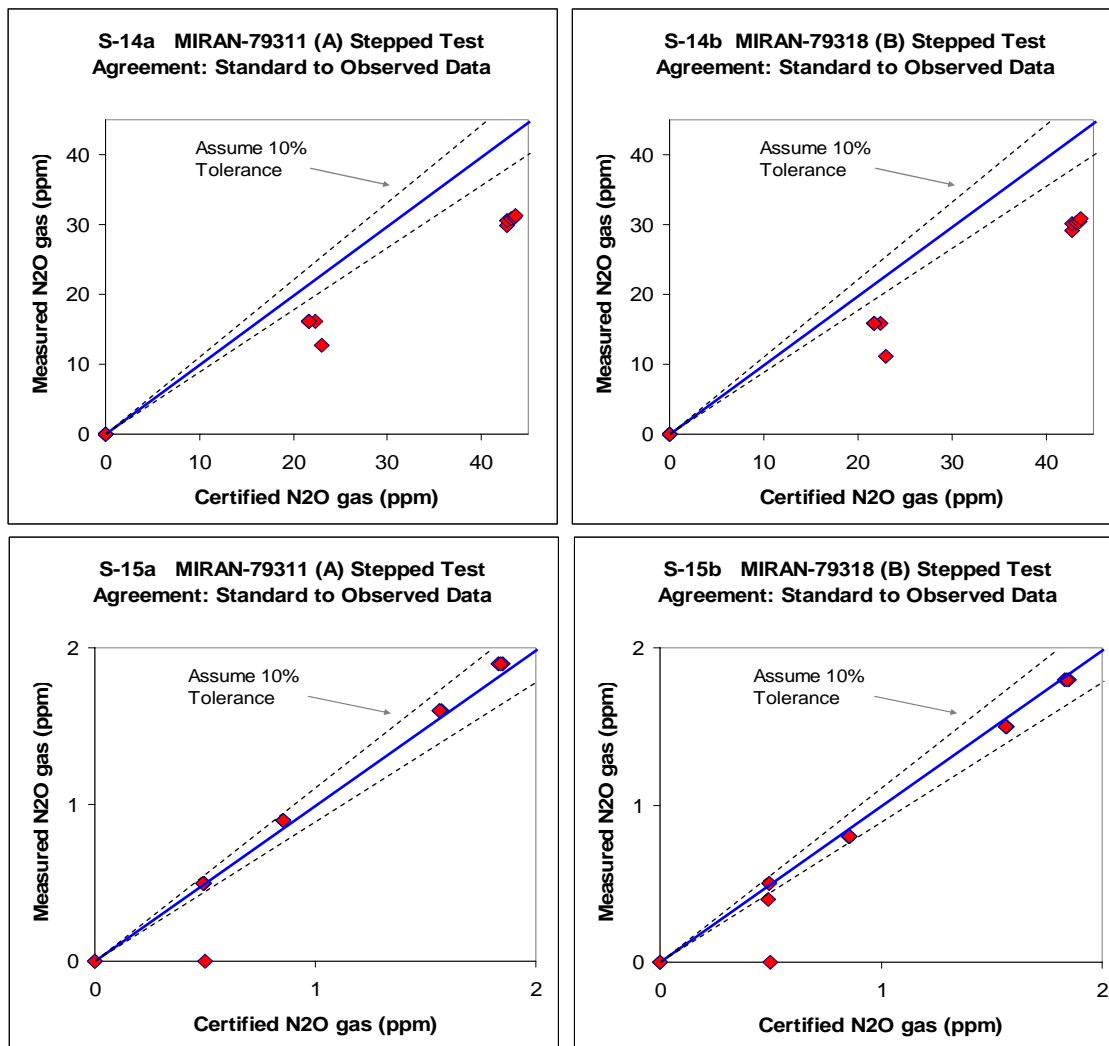 S-14a MIRAN-79311 (A) Stepped Test
Agreement: Standard to Observed Data
Assume 10%
Tolerance
Measured N2O gas (ppm)
40
30
20
10
0
0 10 20 30 40
Certified N2O gas (ppm)
S-14b MIRAN-79318 (B) Stepped Test
Agreement: Standard to Observed Data
Assume 10%
Tolerance
Measured N2O gas (ppm)
40
30
20
10
0
0 10 20 30 40
Certified N2O gas (ppm)
S-15a MIRAN-79311 (A) Stepped Test
Agreement: Standard to Observed Data
Assume 10%
Tolerance
Measured N2O gas (ppm)
2
1
0
0 1 2
Certified N2O gas (ppm)
S-15b MIRAN-79318 (B) Stepped Test
Agreement: Standard to Observed Data
Assume 10%
Tolerance
Measured N2O gas (ppm)
2
1
0
0 1 2
Certified N2O gas (ppm)